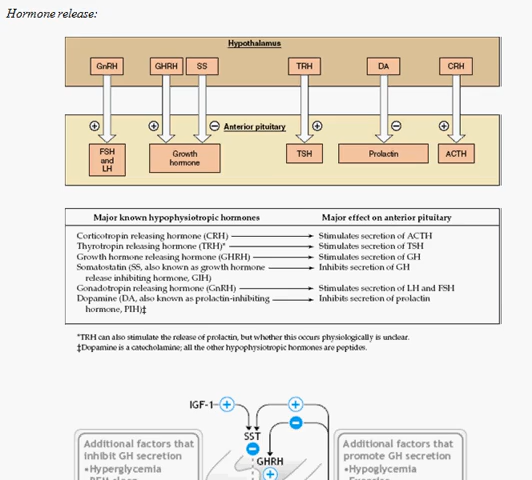 Hormone release:
Hypothalamus
GnRH GHRH SS TRH DA CRH
+ + − Anterior pituitary + − +
FSH and LH
Growth hormone
TSH
Prolactin
ACTH
Major known hypophysiotropic hormones Major effect on anterior pituitary
Corticotropin releasing hormone (CRH) Stimulates secretion of ACTH
Thyrotropin releasing hormone (TRH)* Stimulates secretion of TSH
Growth hormone releasing hormone (GHRH) Stimulates secretion of GH
Somatostatin (SS, also known as growth hormone Inhibits secretion of GH
release inhibiting hormone, GIH)
Gonadotropin releasing hormone (GnRH) Stimulates secretion of LH and FSH
Dopamine (DA, also known as prolactin-inhibiting Inhibits secretion of prolactin
hormone, PIH)‡
*TRH can also stimulate the release of prolactin, but whether this occurs physiologically is unclear.
‡Dopamine is a catecholamine; all the other hypophysiotropic hormones are peptides.
IGF-1 + +
−
SST
−
GHRH
+
Additional factors that
inhibit GH secretion
•Hyperglycemia
Additional factors that
promote GH secretion
•Hypoglycemia